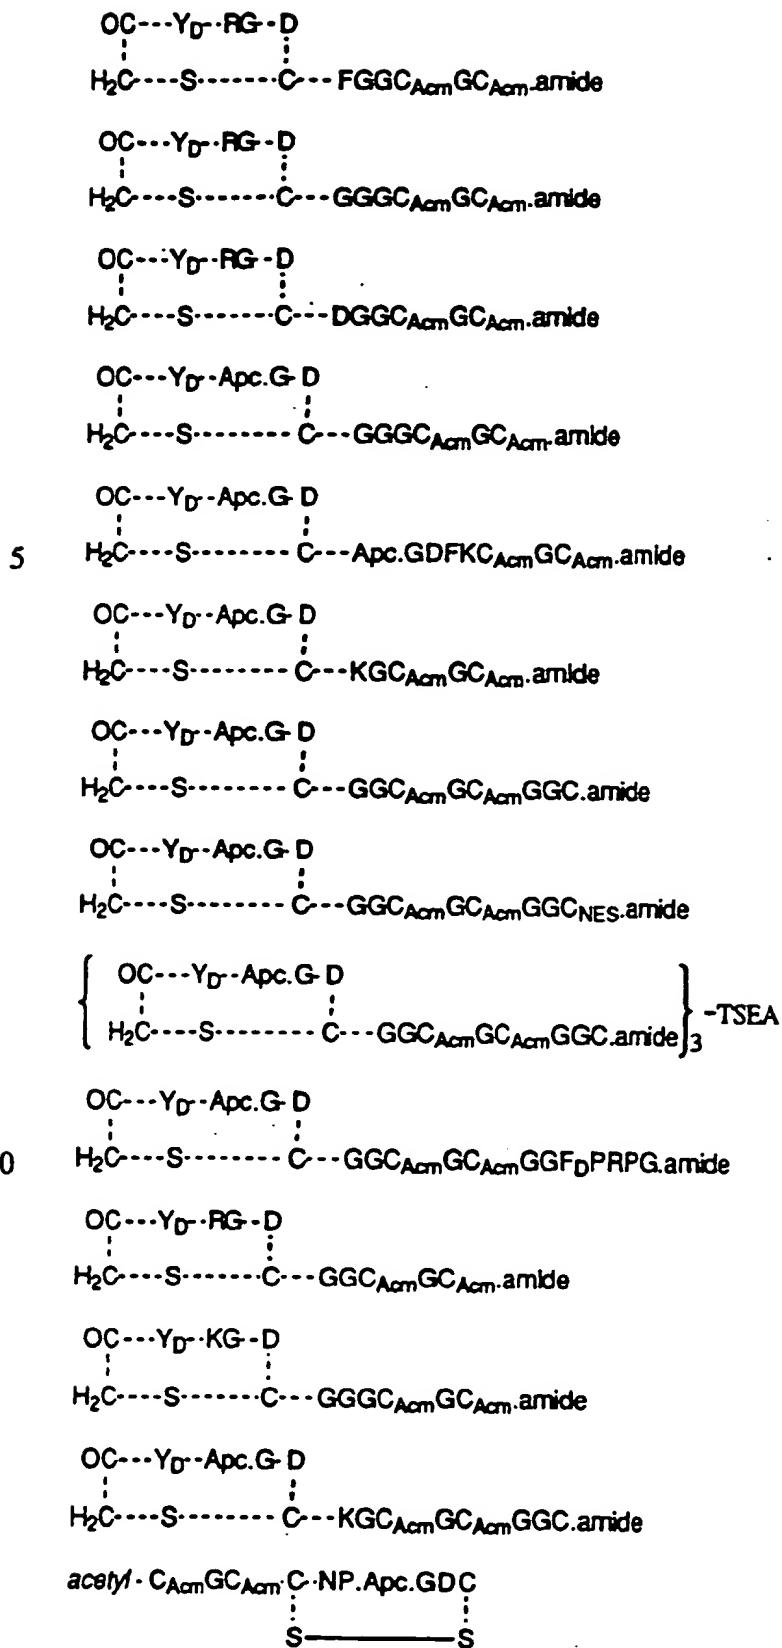 OC---YD--RG--D
H2C----S-------C---FGGCAcmGCAcm.amide
OC---YD--RG--D
H2C----S-------C---GGGCAcmGCAcm.amide
OC---YD--RG--D
H2C----S-------C---DGGCAcmGCAcm.amide
OC---YD--Apc.G-D
H2C----S--------C---GGGCAcmGCAcm.amide
OC---YD--Apc.G-D
5 H2C----S--------C---Apc.GDFKCAcmGCAcm.amide
OC---YD--Apc.G-D
H2C----S--------C---KGCAcmGCAcm.amide
OC---YD--Apc.G-D
H2C----S--------C---GGCAcmGCAcmGGC.amide
OC---YD--Apc.G-D
H2C----S--------C---GGCAcmGCAcmGGCNES.amide
OC---YD--Apc.G-D
{ H2C----S--------C---GGCAcmGCAcmGGC.amide}3-TSEA
OC---YD--Apc.G-D
0 H2C----S--------C---GGCAcmGCAcmGGFDPRPG.amide
OC---YD--RG--D
H2C----S-------C---GGCAcmGCAcm.amide
OC---YD--KG--D
H2C----S-------C---GGGCAcmGCAcm.amide
OC---YD--Apc.G-D
H2C----S--------C---KGCAcmGCAcmGGC.amide
acetyl-CAcmGCAcm.C.NP.Apc.GDC
S———S